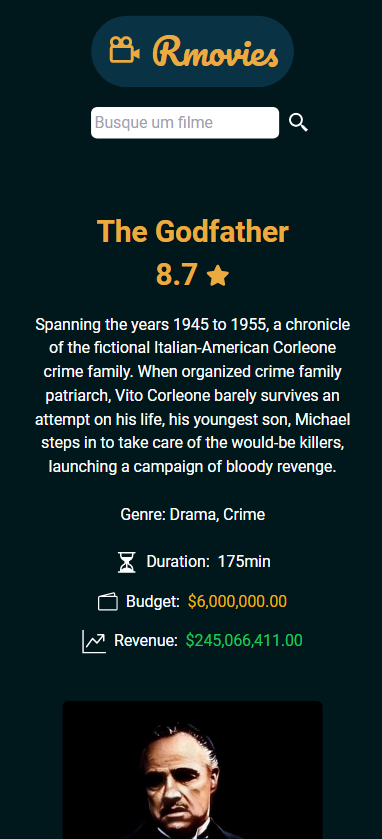 Rmovies
Busque um filme
The Godfather
8.7
Spanning the years 1945 to 1955, a chronicle
of the fictional Italian-American Corleone
crime family. When organized crime family
patriarch, Vito Corleone barely survives an
attempt on his life, his youngest son, Michael
steps in to take care of the would-be killers,
launching a campaign of bloody revenge.
Genre: Drama, Crime
Duration: 175min
Budget: $6,000,000.00
Revenue: $245,066,411.00